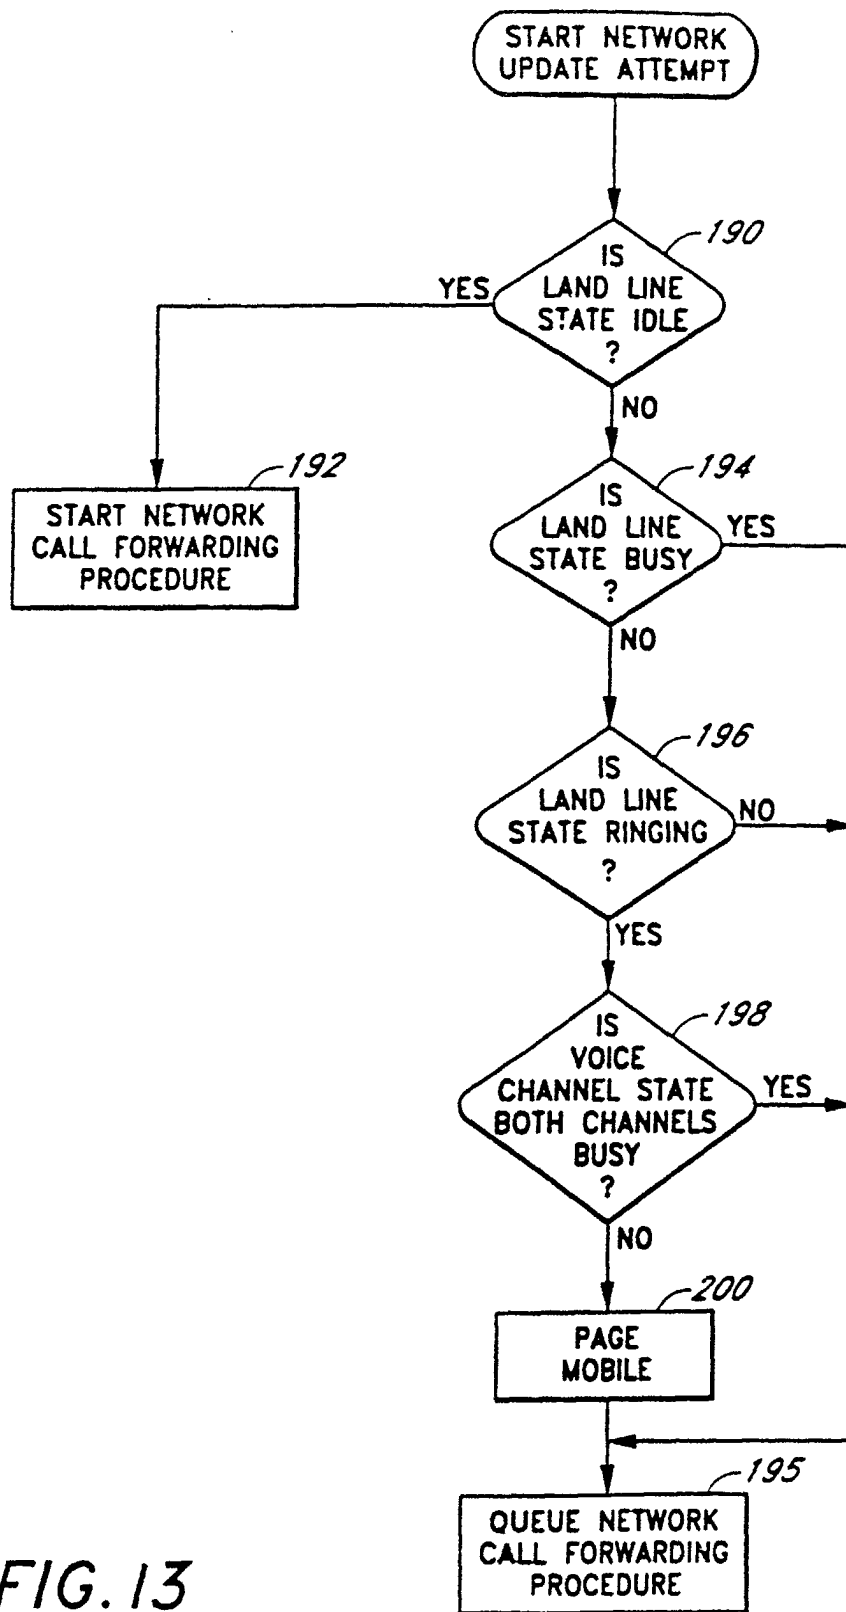 START NETWORK
UPDATE ATTEMPT
190
IS
LAND LINE
STATE IDLE
?
YES
NO
192
START NETWORK
CALL FORWARDING
PROCEDURE
194
IS
LAND LINE
STATE BUSY
?
YES
NO
196
IS
LAND LINE
STATE RINGING
?
NO
YES
198
IS
VOICE
CHANNEL STATE
BOTH CHANNELS
BUSY
?
YES
NO
200
PAGE
MOBILE
195
QUEUE NETWORK
CALL FORWARDING
PROCEDURE
FIG. 13